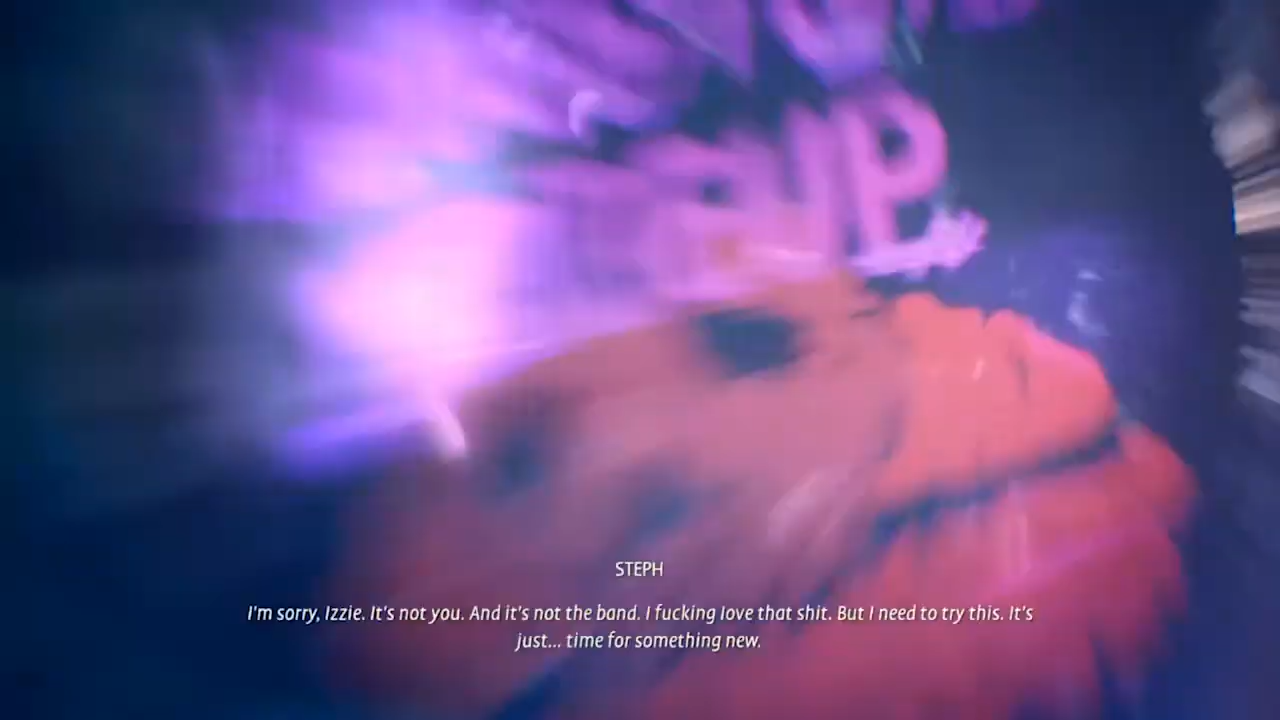 STEPH
I'm sorry, Izzie. It's not you. And it's not the band. I fucking love that shit. But I need to try this. It's
just... time for something new.